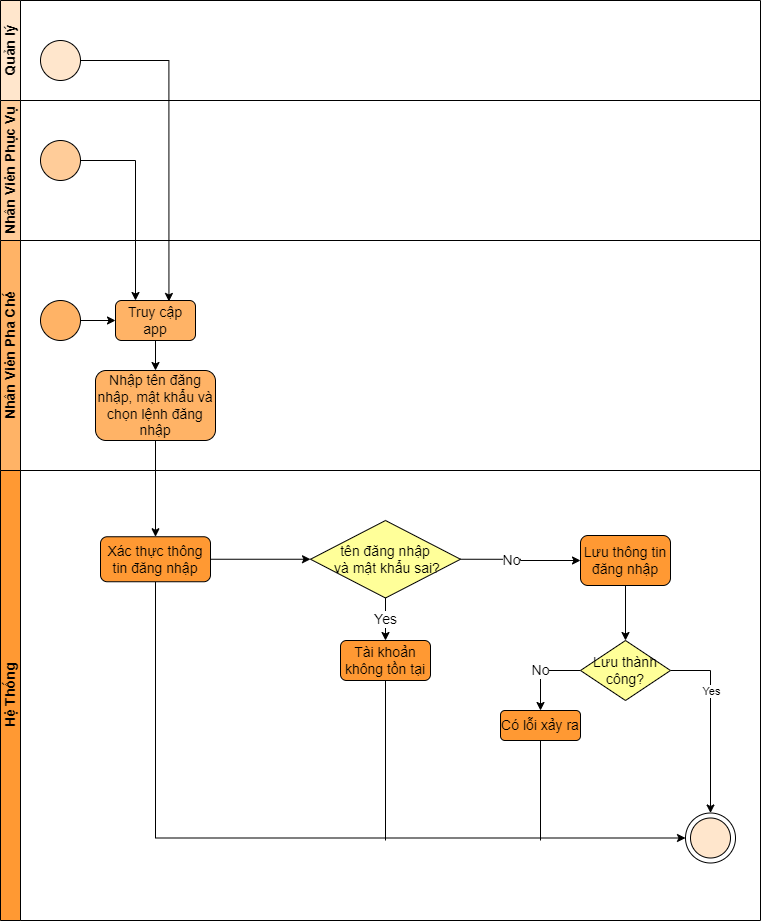 Quản lý
Nhân Viên Phục Vụ
Nhân Viên Pha Chế
Truy cập
app
Nhập tên đăng
nhập, mật khẩu và
chọn lệnh đăng
nhập
Hệ Thống
Xác thực thông
tin đăng nhập
tên đăng nhập
và mật khẩu sai?
No
Lưu thông tin
đăng nhập
Yes
Tài khoản
không tồn tại
Lưu thành
công?
No
Yes
Có lỗi xảy ra